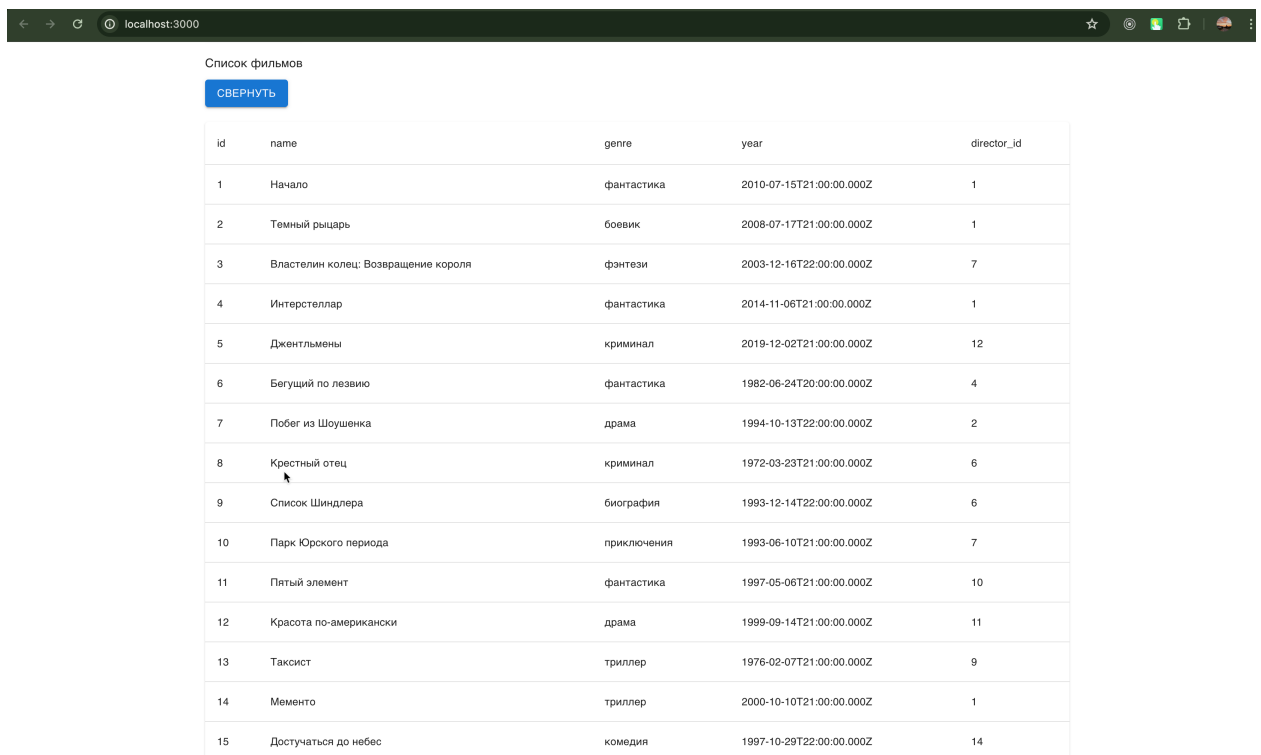 localhost:3000
Список фильмов
СВЕРНУТЬ
id name genre year director_id
1 Начало фантастика 2010-07-15T21:00:00.000Z 1
2 Темный рыцарь боевик 2008-07-17T21:00:00.000Z 1
3 Властелин колец: Возвращение короля фэнтези 2003-12-16T22:00:00.000Z 7
4 Интерстеллар фантастика 2014-11-06T21:00:00.000Z 1
5 Джентльмены криминал 2019-12-02T21:00:00.000Z 12
6 Бегущий по лезвию фантастика 1982-06-24T20:00:00.000Z 4
7 Побег из Шоушенка драма 1994-10-13T22:00:00.000Z 2
8 Крестный отец криминал 1972-03-23T21:00:00.000Z 6
9 Список Шиндлера биография 1993-12-14T22:00:00.000Z 6
10 Парк Юрского периода приключения 1993-06-10T21:00:00.000Z 7
11 Пятый элемент фантастика 1997-05-06T21:00:00.000Z 10
12 Красота по-американски драма 1999-09-14T21:00:00.000Z 11
13 Таксист триллер 1976-02-07T21:00:00.000Z 9
14 Мементо триллер 2000-10-10T21:00:00.000Z 1
15 Достучаться до небес комедия 1997-10-29T22:00:00.000Z 14